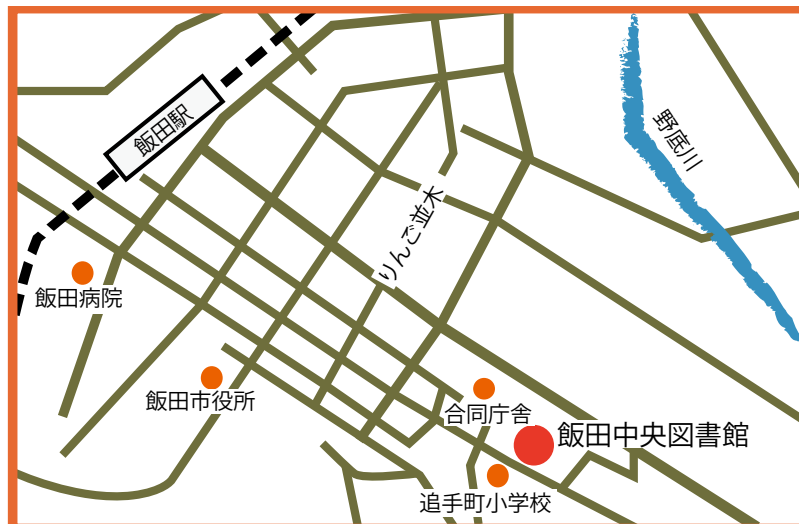 飯田駅
野底川
りんご並木
飯田病院
飯田市役所
合同庁舎
飯田中央図書館
追手町小学校